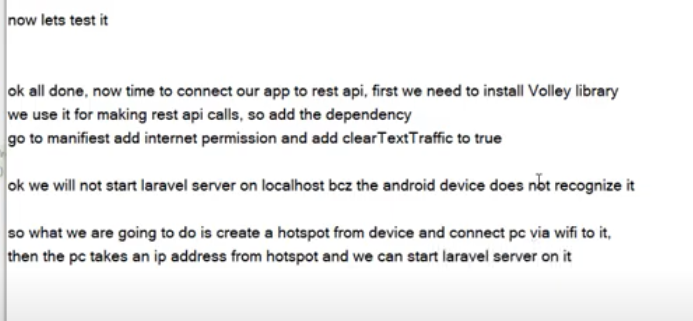 now lets test it
ok all done, now time to connect our app to rest api, first we need to install Volley library
we use it for making rest api calls, so add the dependency
go to manifiest add internet permission and add clearTextTraffic to true
ok we will not start laravel server on localhost bcz the android device does not recognize it
so what we are going to do is create a hotspot from device and connect pc via wifi to it,
then the pc takes an ip address from hotspot and we can start laravel server on it